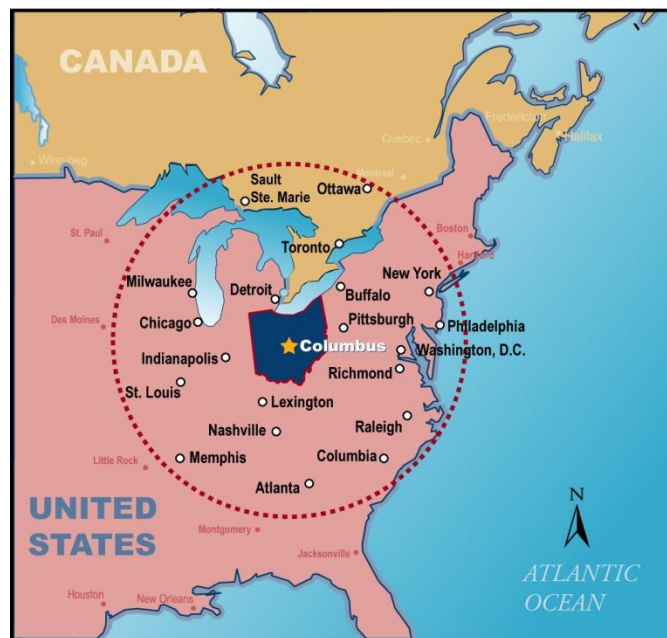 CANADA
Winnipeg
Fredericton
Halifax
Quebec
Montreal
Sault
Ste. Marie
Ottawa
St. Paul
Boston
Hartford
Toronto
Milwaukee
Detroit
Buffalo
New York
Des Moines
Chicago
Pittsburgh
Philadelphia
Columbus
Indianapolis
Washington, D.C.
Richmond
St. Louis
Lexington
Nashville
Raleigh
Little Rock
Memphis
Columbia
Atlanta
UNITED
STATES
Montgomery
Jacksonville
Houston
New Orleans
N
ATLANTIC
OCEAN